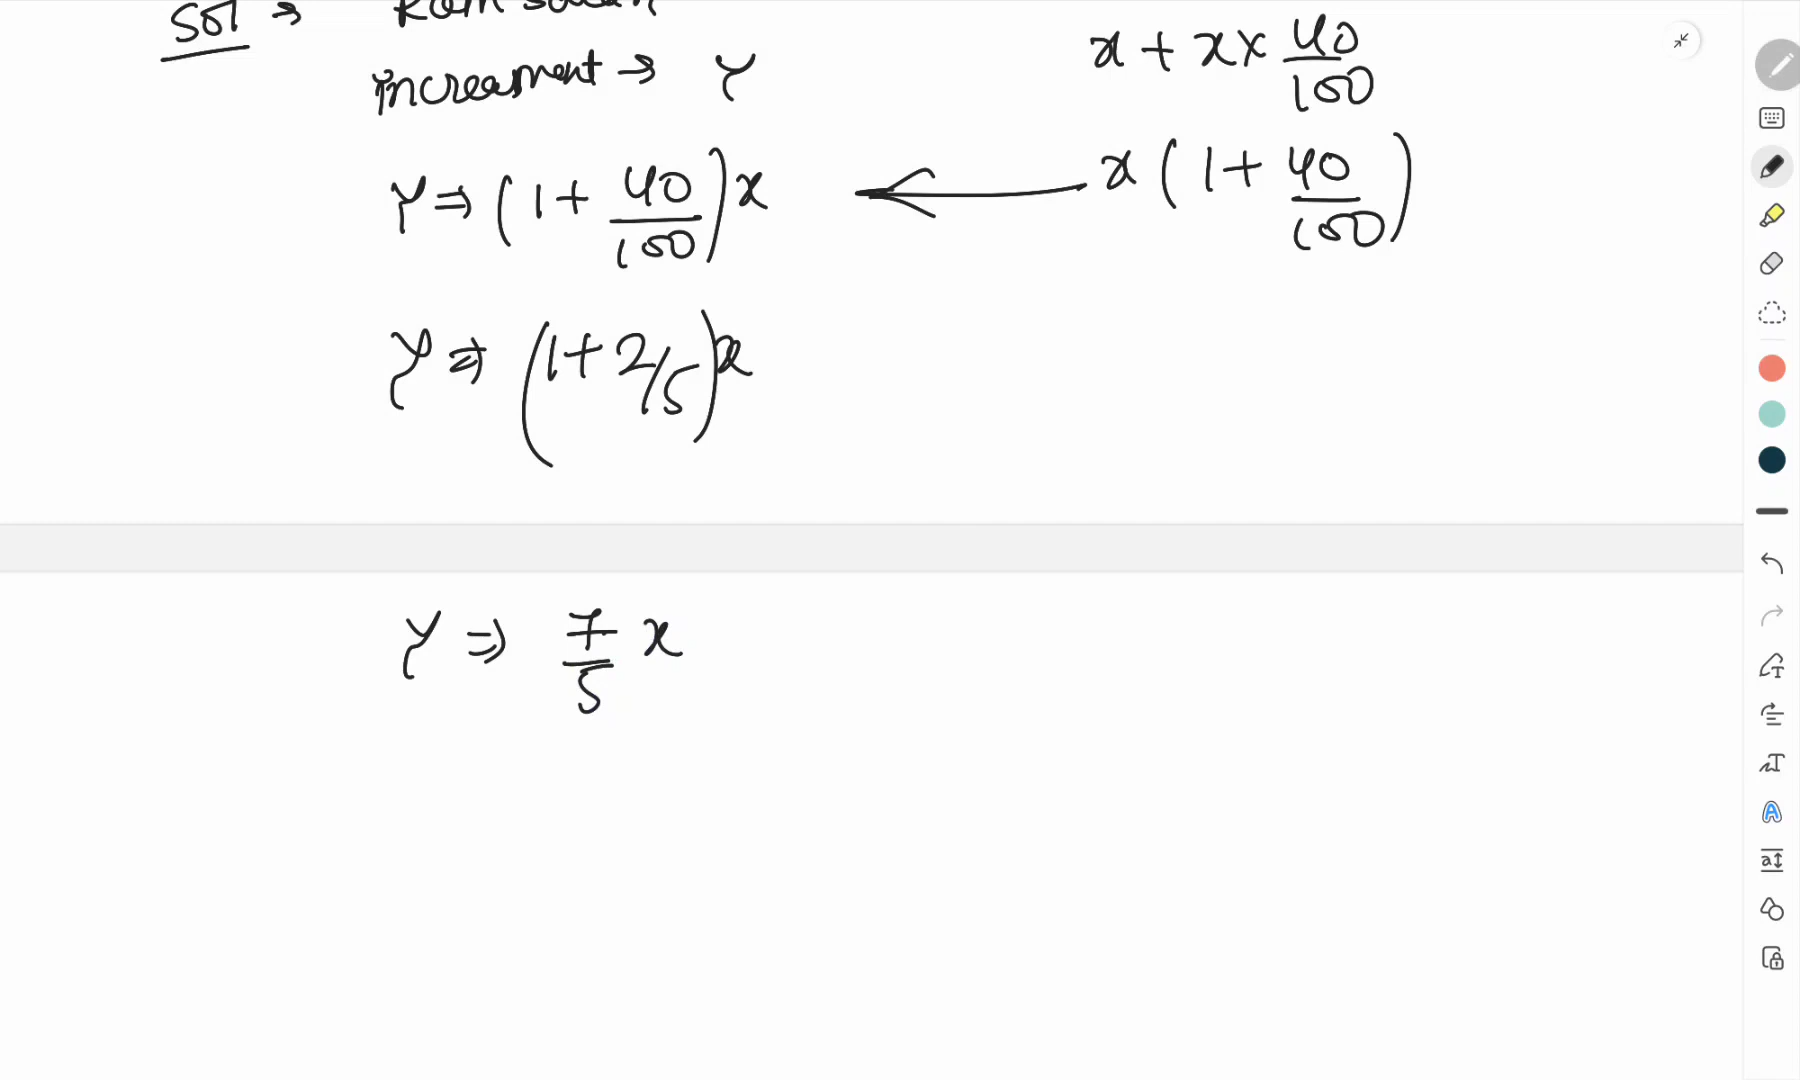 Sol →
increament → Y
x + x × 40/100
Y ⇒ (1 + 40/100) x
x (1 + 40/100)
Y ⇒ (1 + 2/5) x
Y ⇒ 7/5 x